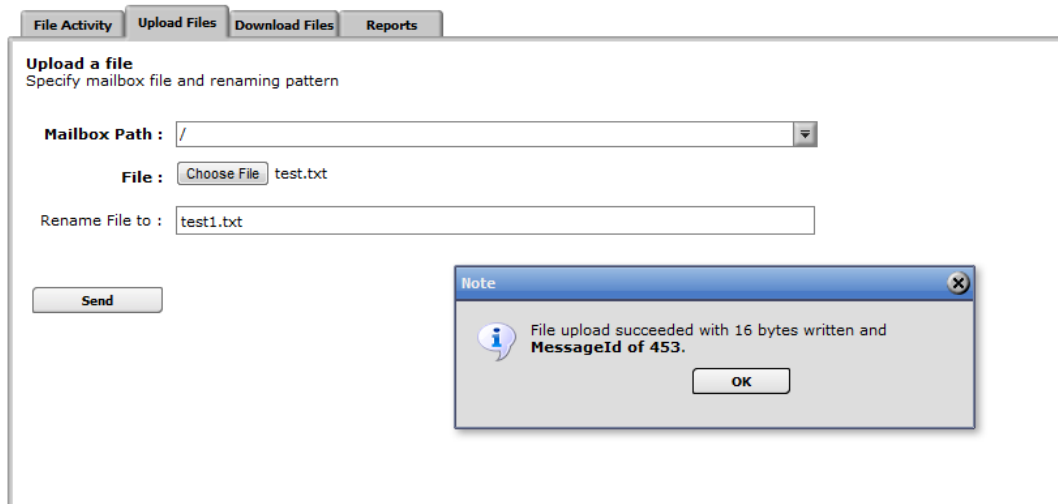 File Activity Upload Files Download Files Reports
Upload a file
Specify mailbox file and renaming pattern
Mailbox Path : /
File : Choose File test.txt
Rename File to : test1.txt
Send
Note
File upload succeeded with 16 bytes written and
MessageId of 453.
OK